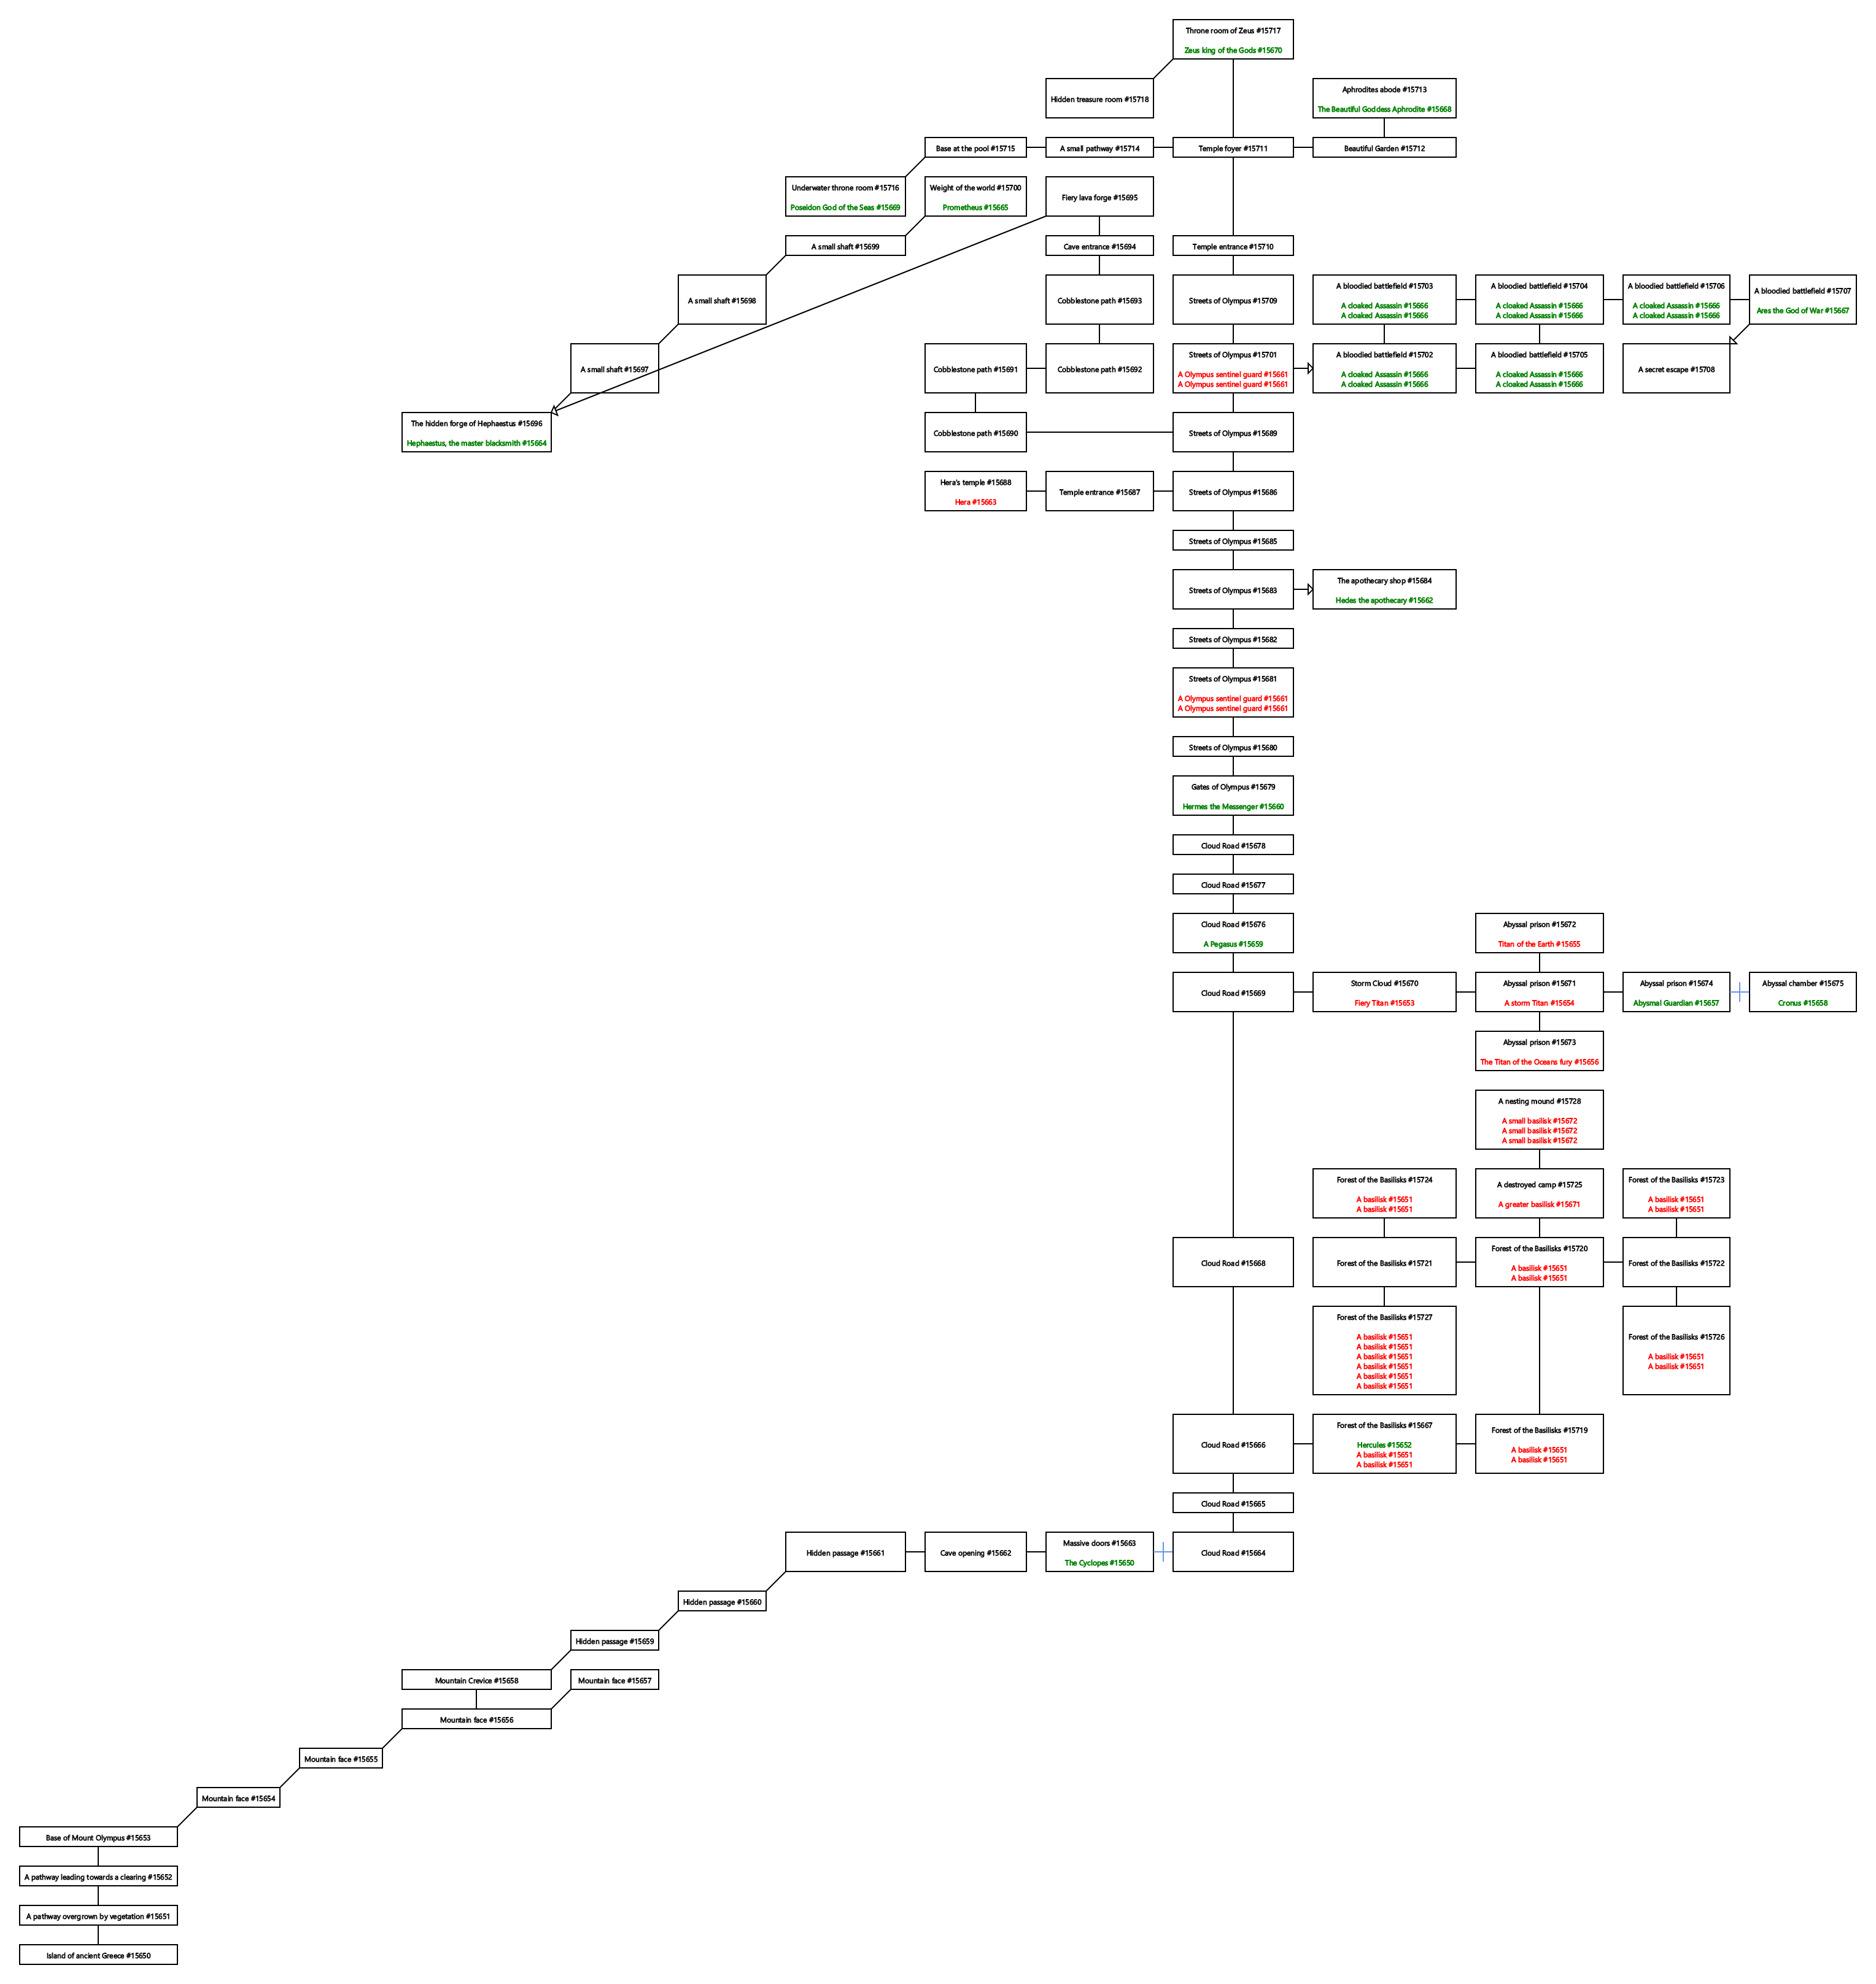 Throne room of Zeus #15717
Zeus king of the Gods #15670
Hidden treasure room #15718
Aphrodites abode #15713
The Beautiful Goddess Aphrodite #15668
Base at the pool #15715
A small pathway #15714
Temple foyer #15711
Beautiful Garden #15712
Underwater throne room #15716
Poseidon God of the Seas #15669
Weight of the world #15700
Prometheus #15665
Fiery lava forge #15695
A small shaft #15699
Cave entrance #15694
Temple entrance #15710
A small shaft #15698
Cobblestone path #15693
Streets of Olympus #15709
A bloodied battlefield #15703
A cloaked Assassin #15666
A cloaked Assassin #15666
A bloodied battlefield #15704
A cloaked Assassin #15666
A cloaked Assassin #15666
A bloodied battlefield #15706
A cloaked Assassin #15666
A cloaked Assassin #15666
A bloodied battlefield #15707
Ares the God of War #15667
A small shaft #15697
Cobblestone path #15691
Cobblestone path #15692
Streets of Olympus #15701
A Olympus sentinel guard #15661
A Olympus sentinel guard #15661
A bloodied battlefield #15702
A cloaked Assassin #15666
A cloaked Assassin #15666
A bloodied battlefield #15705
A cloaked Assassin #15666
A cloaked Assassin #15666
A secret escape #15708
The hidden forge of Hephaestus #15696
Hephaestus, the master blacksmith #15664
Cobblestone path #15690
Streets of Olympus #15689
Hera's temple #15688
Hera #15663
Temple entrance #15687
Streets of Olympus #15686
Streets of Olympus #15685
Streets of Olympus #15683
The apothecary shop #15684
Hedes the apothecary #15662
Streets of Olympus #15682
Streets of Olympus #15681
A Olympus sentinel guard #15661
A Olympus sentinel guard #15661
Streets of Olympus #15680
Gates of Olympus #15679
Hermes the Messenger #15660
Cloud Road #15678
Cloud Road #15677
Cloud Road #15676
A Pegasus #15659
Abyssal prison #15672
Titan of the Earth #15655
Cloud Road #15669
Storm Cloud #15670
Fiery Titan #15653
Abyssal prison #15671
A storm Titan #15654
Abyssal prison #15674
Abysmal Guardian #15657
Abyssal chamber #15675
Cronus #15658
Abyssal prison #15673
The Titan of the Oceans fury #15656
A nesting mound #15728
A small basilisk #15672
A small basilisk #15672
A small basilisk #15672
Forest of the Basilisks #15724
A basilisk #15651
A basilisk #15651
A destroyed camp #15725
A greater basilisk #15671
Forest of the Basilisks #15723
A basilisk #15651
A basilisk #15651
Cloud Road #15668
Forest of the Basilisks #15721
Forest of the Basilisks #15720
A basilisk #15651
A basilisk #15651
Forest of the Basilisks #15722
Forest of the Basilisks #15727
A basilisk #15651
A basilisk #15651
A basilisk #15651
A basilisk #15651
A basilisk #15651
A basilisk #15651
Forest of the Basilisks #15726
A basilisk #15651
A basilisk #15651
Cloud Road #15666
Forest of the Basilisks #15667
Hercules #15652
A basilisk #15651
A basilisk #15651
Forest of the Basilisks #15719
A basilisk #15651
A basilisk #15651
Cloud Road #15665
Hidden passage #15661
Cave opening #15662
Massive doors #15663
The Cyclopes #15650
Cloud Road #15664
Hidden passage #15660
Hidden passage #15659
Mountain Crevice #15658
Mountain face #15657
Mountain face #15656
Mountain face #15655
Mountain face #15654
Base of Mount Olympus #15653
A pathway leading towards a clearing #15652
A pathway overgrown by vegetation #15651
Island of ancient Greece #15650